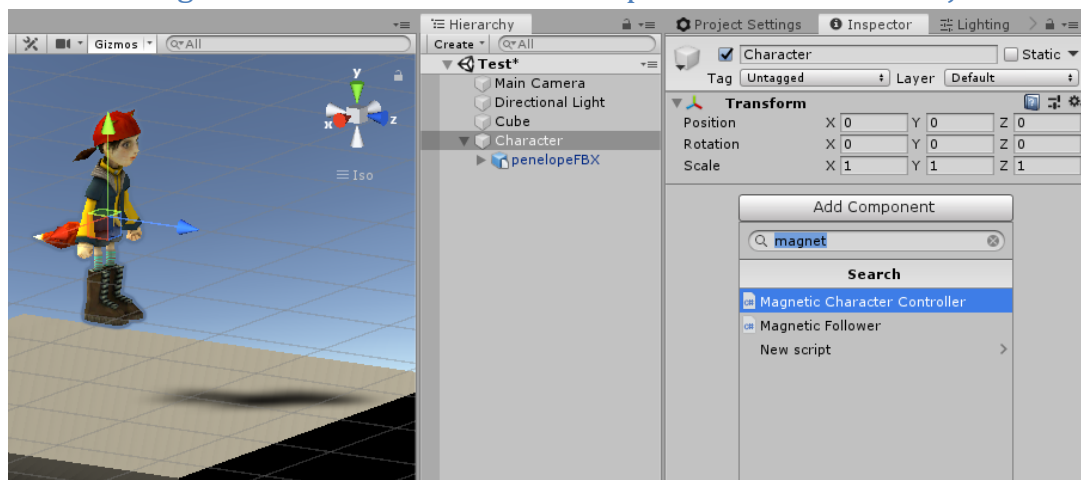 Gizmos
All
y
x
z
Iso
Hierarchy
Create
All
Test*
Main Camera
Directional Light
Cube
Character
penelopeFBX
Project Settings
Inspector
Lighting
Character
Static
Tag Untagged Layer Default
Transform
Position X 0 Y 0 Z 0
Rotation X 0 Y 0 Z 0
Scale X 1 Y 1 Z 1
Add Component
magnet
Search
C# Magnetic Character Controller
C# Magnetic Follower
New script